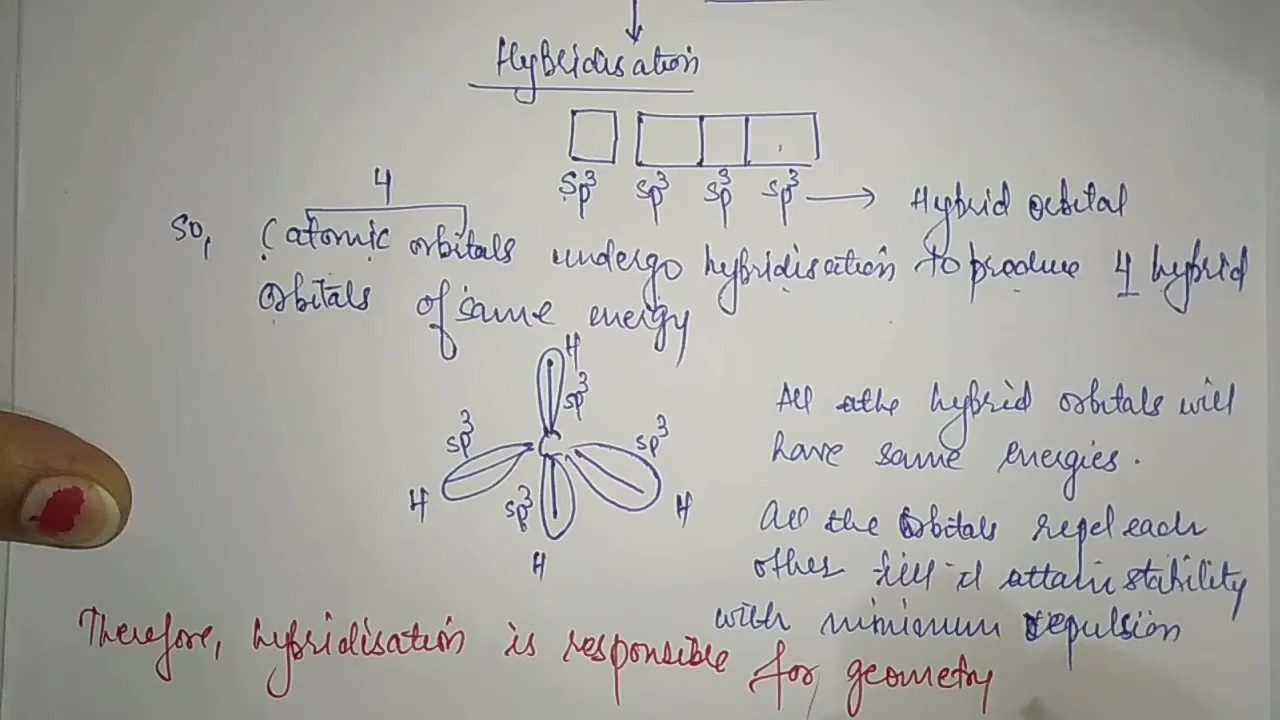 Hybridisation
sp³ sp³ sp³ sp³ → Hybrid orbital
4
So, (atomic orbitals undergo hybridisation to produce 4 hybrid
orbitals of same energy
H
sp³
sp³ C sp³
H sp³ H
H
All the hybrid orbitals will
have same energies.
All the orbitals repel each
other till it attain stability
with minimum repulsion
Therefore, hybridisation is responsible for geometry